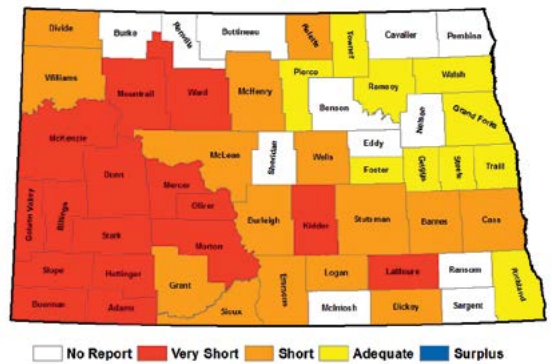 Divide
Burke
Renville
Bottineau
Rolette
Towner
Cavalier
Pembina
Williams
Mountrail
Ward
McHenry
Pierce
Ramsey
Walsh
Benson
Nelson
Grand Forks
McKenzie
McLean
Sheridan
Wells
Eddy
Foster
Griggs
Steele
Traill
Dunn
Mercer
Oliver
Golden Valley
Billings
Burleigh
Kidder
Stutsman
Barnes
Cass
Stark
Morton
Slope
Hettinger
Grant
Emmons
Logan
LaMoure
Ransom
Richland
Bowman
Adams
Sioux
McIntosh
Dickey
Sargent
No Report Very Short Short Adequate Surplus